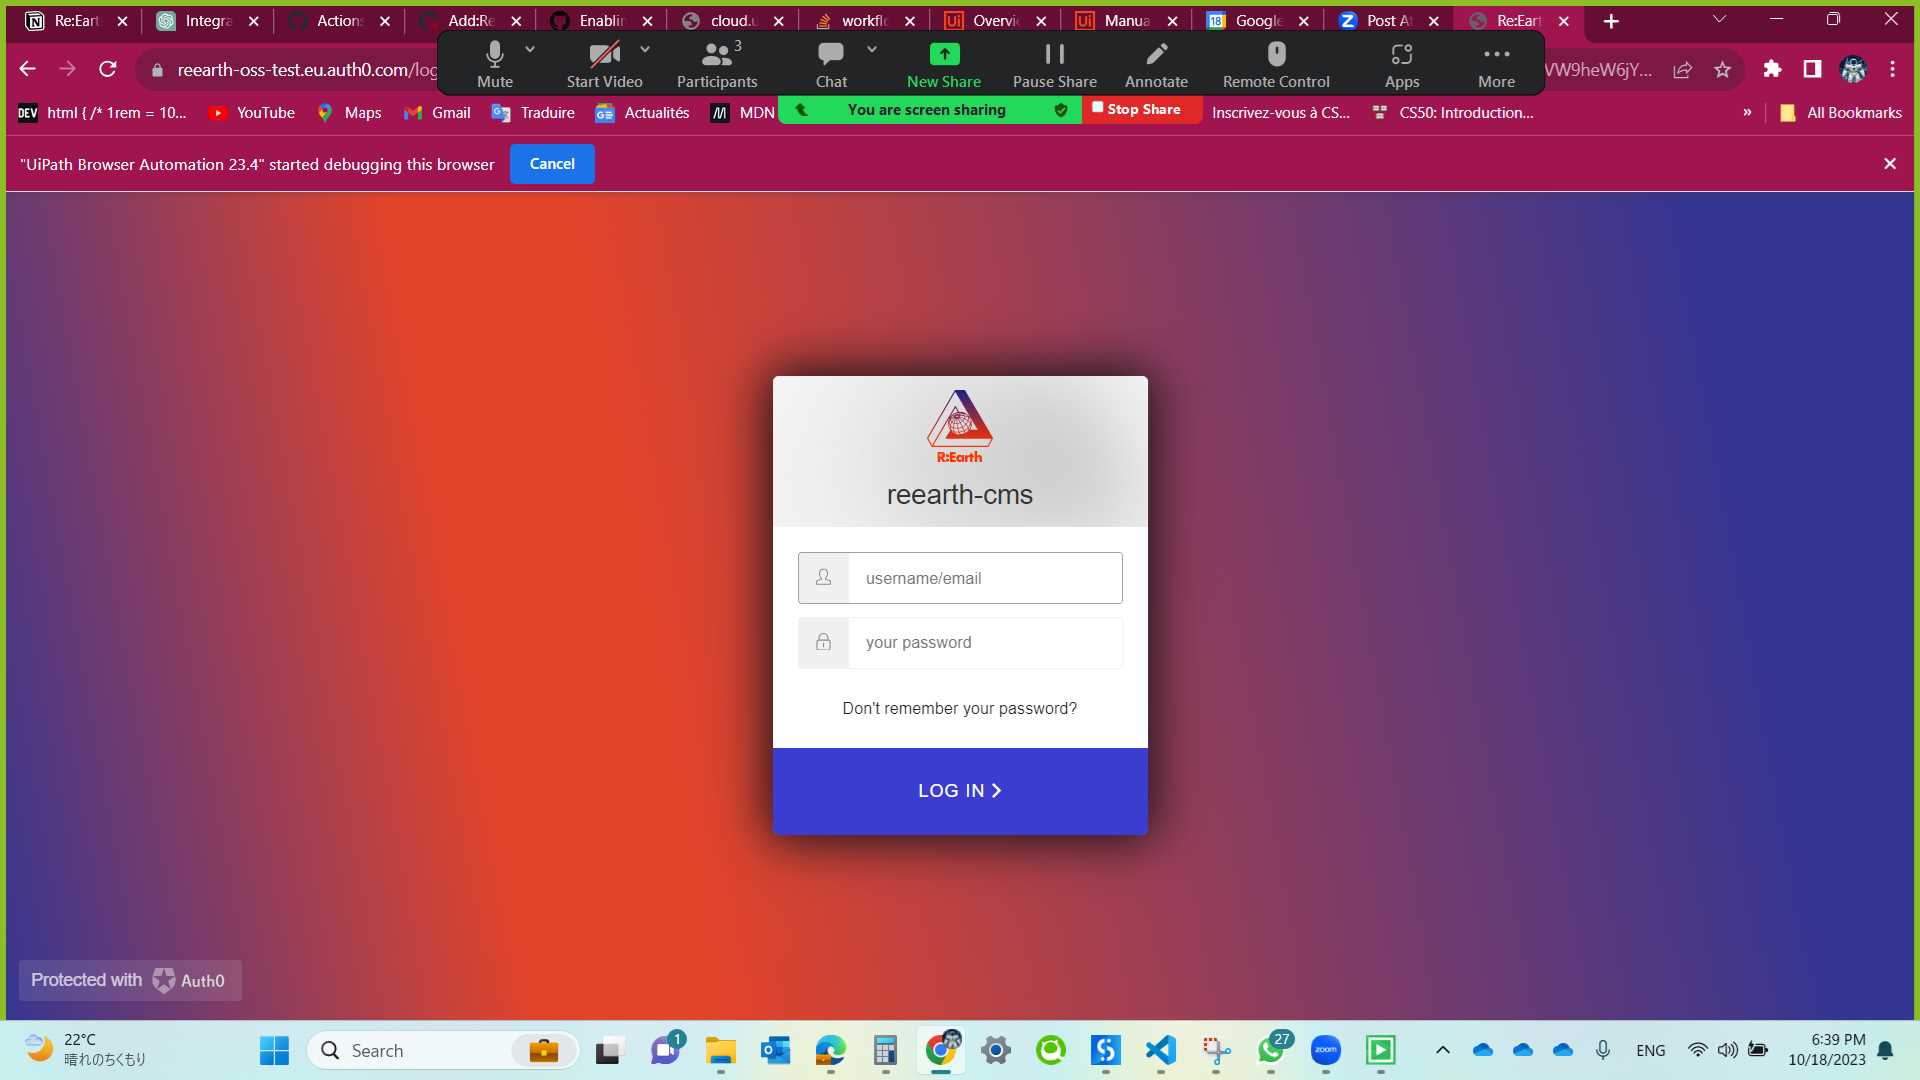 Re:Eart
Integra
Actions
Add:Re
Enablin
cloud.u
workflo
Overvie
Manua
Google
Post At
Re:Eart
reearth-oss-test.eu.auth0.com/log
VW9heW6jY...
Mute
Start Video
Participants
3
Chat
New Share
Pause Share
Annotate
Remote Control
Apps
More
DEV html { /* 1rem = 10...
YouTube
Maps
Gmail
Traduire
Actualités
MDN
You are screen sharing
Stop Share
Inscrivez-vous à CS...
CS50: Introduction...
»
All Bookmarks
"UiPath Browser Automation 23.4" started debugging this browser
Cancel
R:Earth
reearth-cms
username/email
your password
Don't remember your password?
LOG IN >
Protected with Auth0
22°C
晴れのちくもり
Search
1
27
zoom
ENG
6:39 PM
10/18/2023